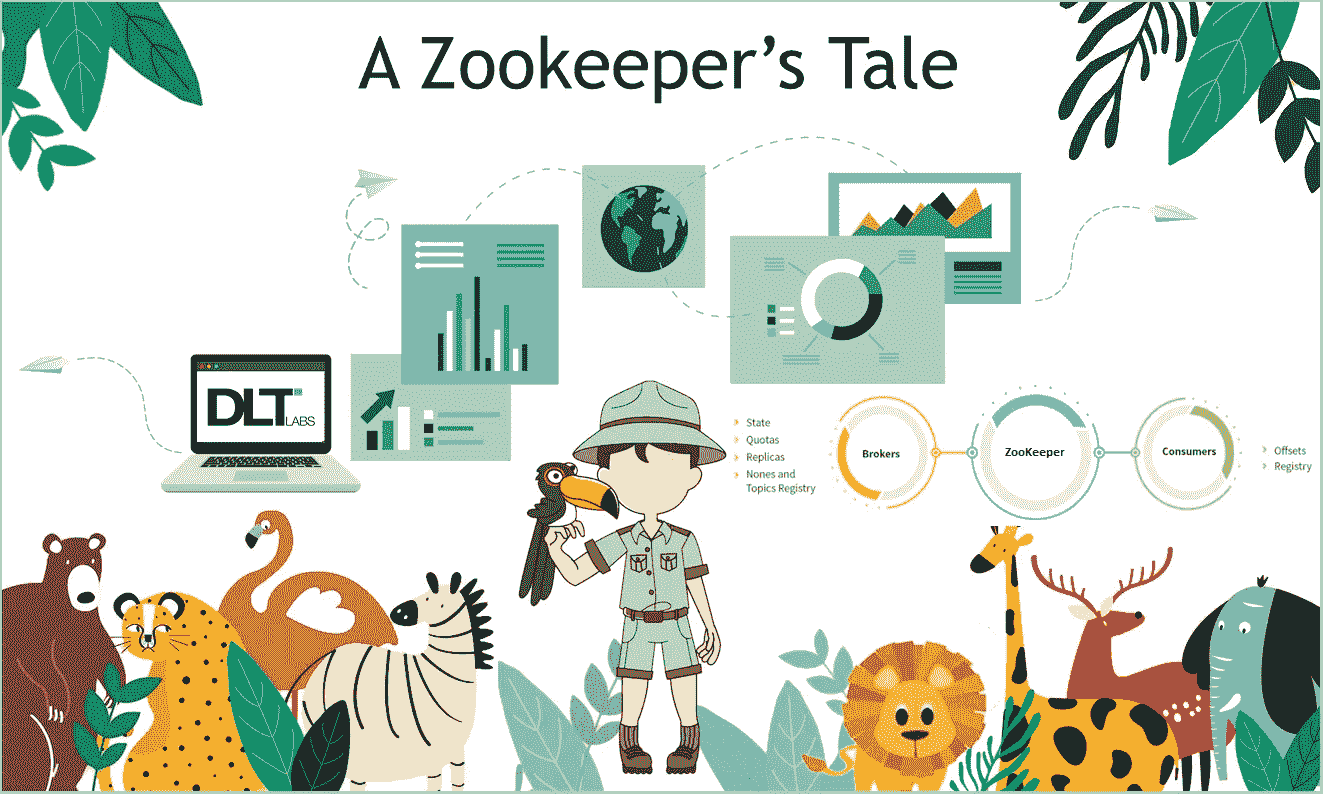 A Zookeeper's Tale
DLT
LABS
State
Quotas
Replicas
Nones and
Topics Registry
Brokers
ZooKeeper
Consumers
Offsets
Registry